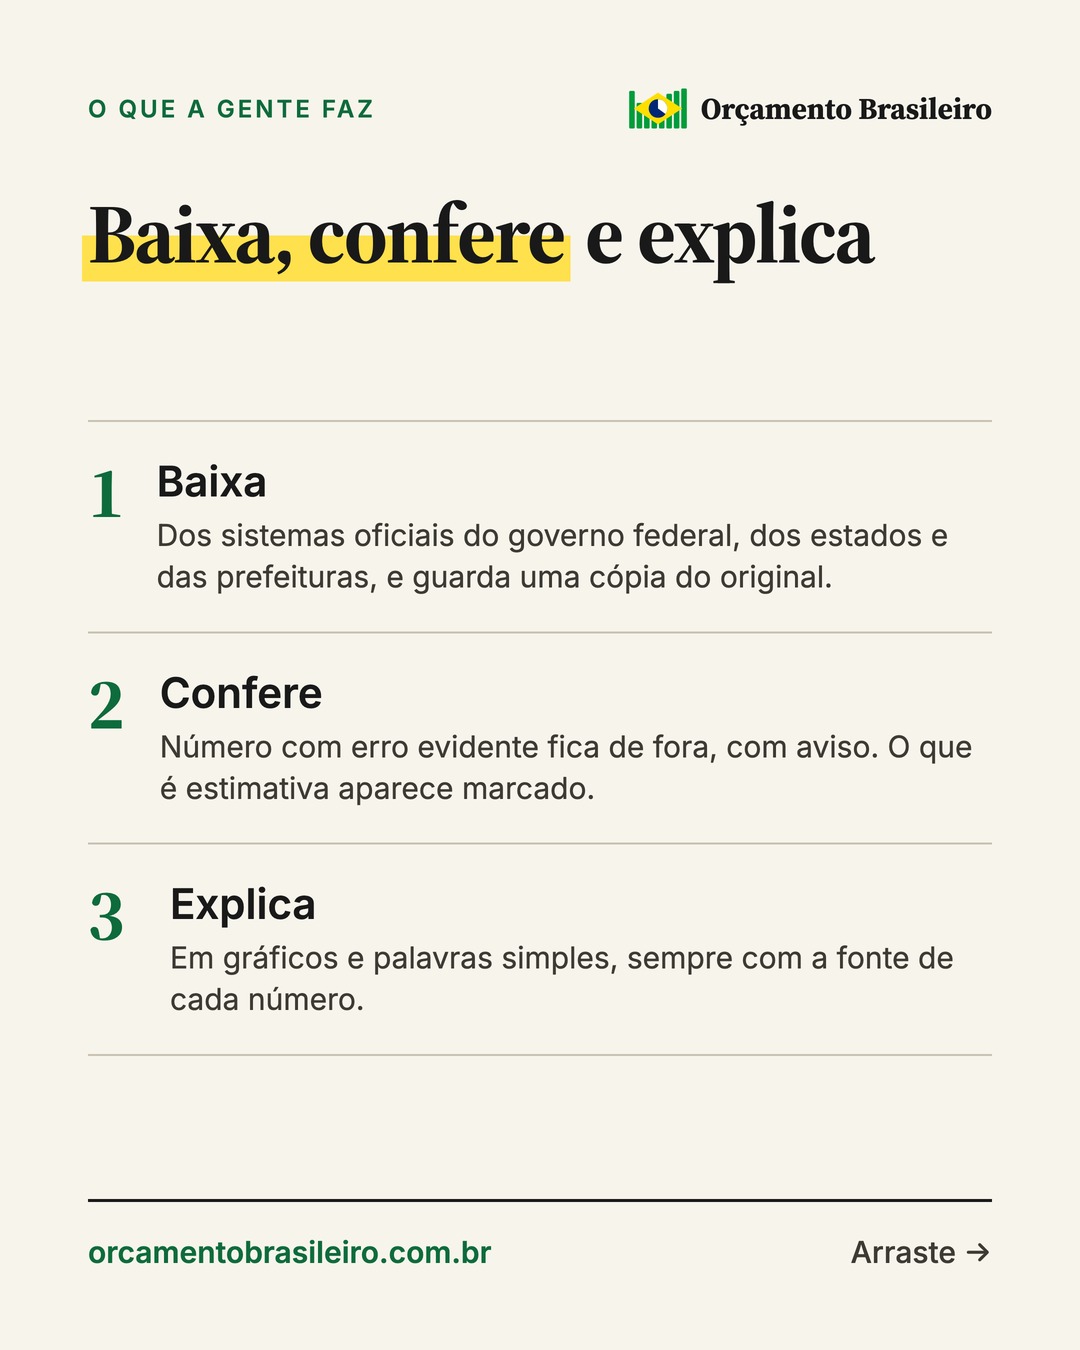 O QUE A GENTE FAZ
Orçamento Brasileiro
Baixa, confere e explica
1
Baixa
Dos sistemas oficiais do governo federal, dos estados e
das prefeituras, e guarda uma cópia do original.
2
Confere
Número com erro evidente fica de fora, com aviso. O que
é estimativa aparece marcado.
3
Explica
Em gráficos e palavras simples, sempre com a fonte de
cada número.
orcamentobrasileiro.com.br
Arraste →